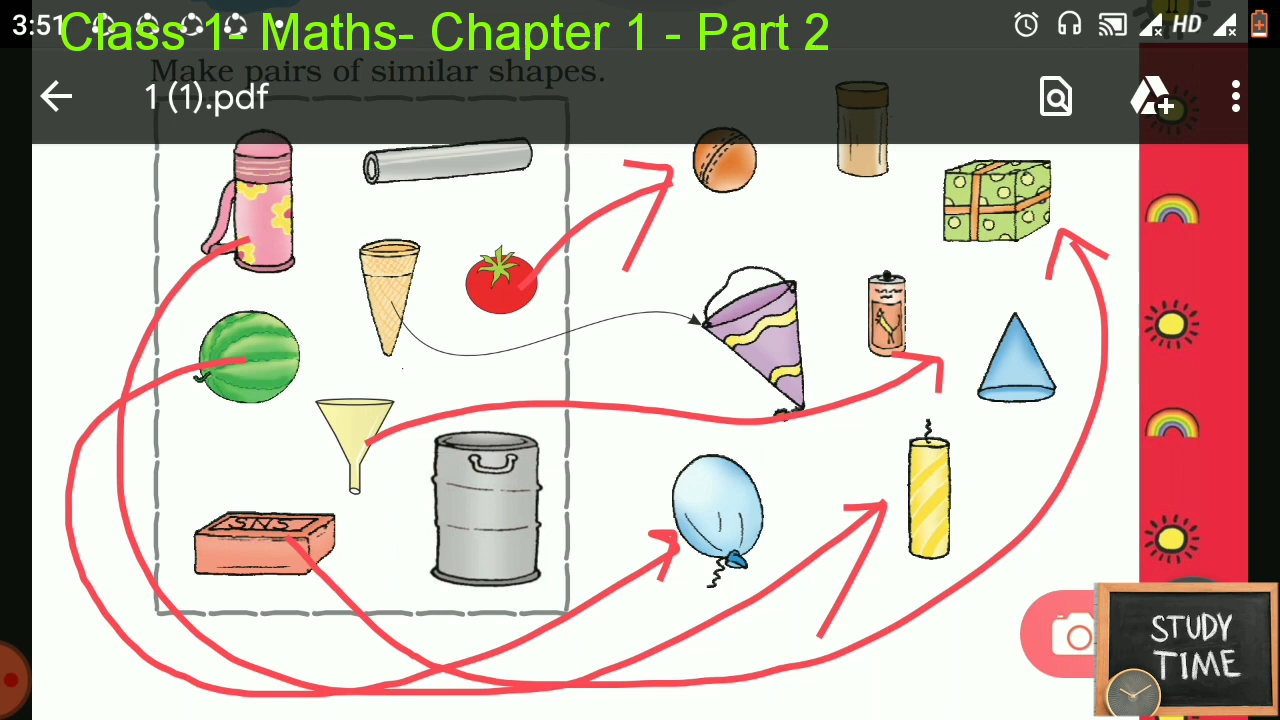 3:51
HD
Class 1- Maths- Chapter 1 - Part 2
Make pairs of similar shapes.
1 (1).pdf
SNS
STUDY
TIME